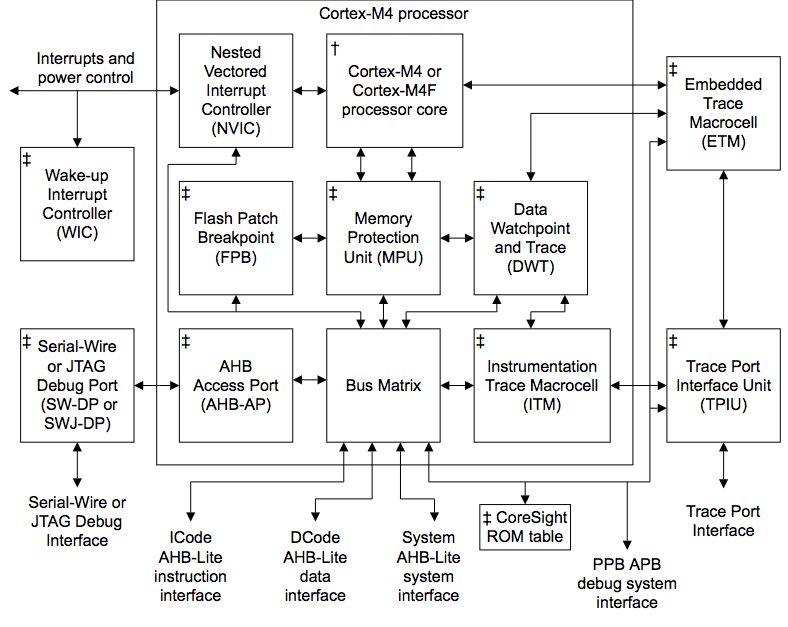 Cortex-M4 processor
Interrupts and
power control
Nested
Vectored
Interrupt
Controller
(NVIC)
†
Cortex-M4 or
Cortex-M4F
processor core
‡
Embedded
Trace
Macrocell
(ETM)
‡
Wake-up
Interrupt
Controller
(WIC)
‡
Flash Patch
Breakpoint
(FPB)
‡
Memory
Protection
Unit (MPU)
‡
Data
Watchpoint
and Trace
(DWT)
‡
Serial-Wire
or JTAG
Debug Port
(SW-DP or
SWJ-DP)
‡
AHB
Access Port
(AHB-AP)
Bus Matrix
‡
Instrumentation
Trace Macrocell
(ITM)
‡
Trace Port
Interface Unit
(TPIU)
Serial-Wire or
JTAG Debug
Interface
ICode
AHB-Lite
instruction
interface
DCode
AHB-Lite
data
interface
System
AHB-Lite
system
interface
‡ CoreSight
ROM table
PPB APB
debug system
interface
Trace Port
Interface